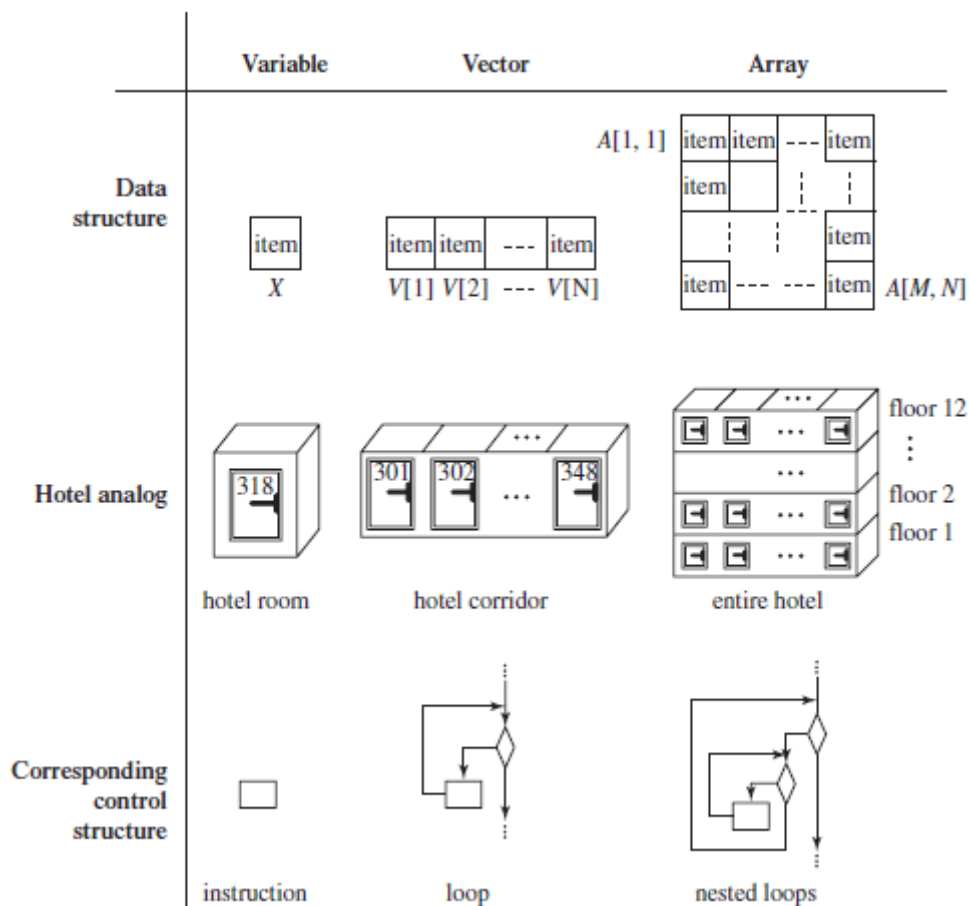 Variable Vector Array
Data
structure
A[1, 1] item item --- item
item
item
item --- --- item A[M, N]
item
X
item item --- item
V[1] V[2] --- V[N]
Hotel analog
318
301 302 ... 348
...
...
...
...
...
...
floor 12
floor 2
floor 1
hotel room hotel corridor entire hotel
Corresponding
control
structure
instruction loop nested loops